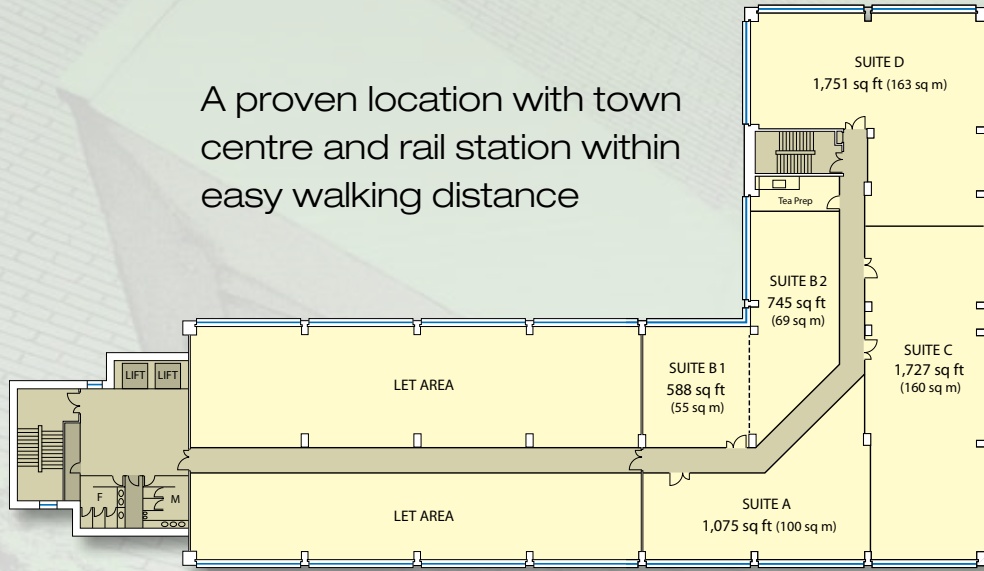 A proven location with town
centre and rail station within
easy walking distance
SUITE D
1,751 sq ft (163 sq m)
Tea Prep
SUITE B2
745 sq ft
(69 sq m)
SUITE C
1,727 sq ft
(160 sq m)
SUITE B1
588 sq ft
(55 sq m)
LET AREA
LIFT LIFT
F M
LET AREA
SUITE A
1,075 sq ft (100 sq m)